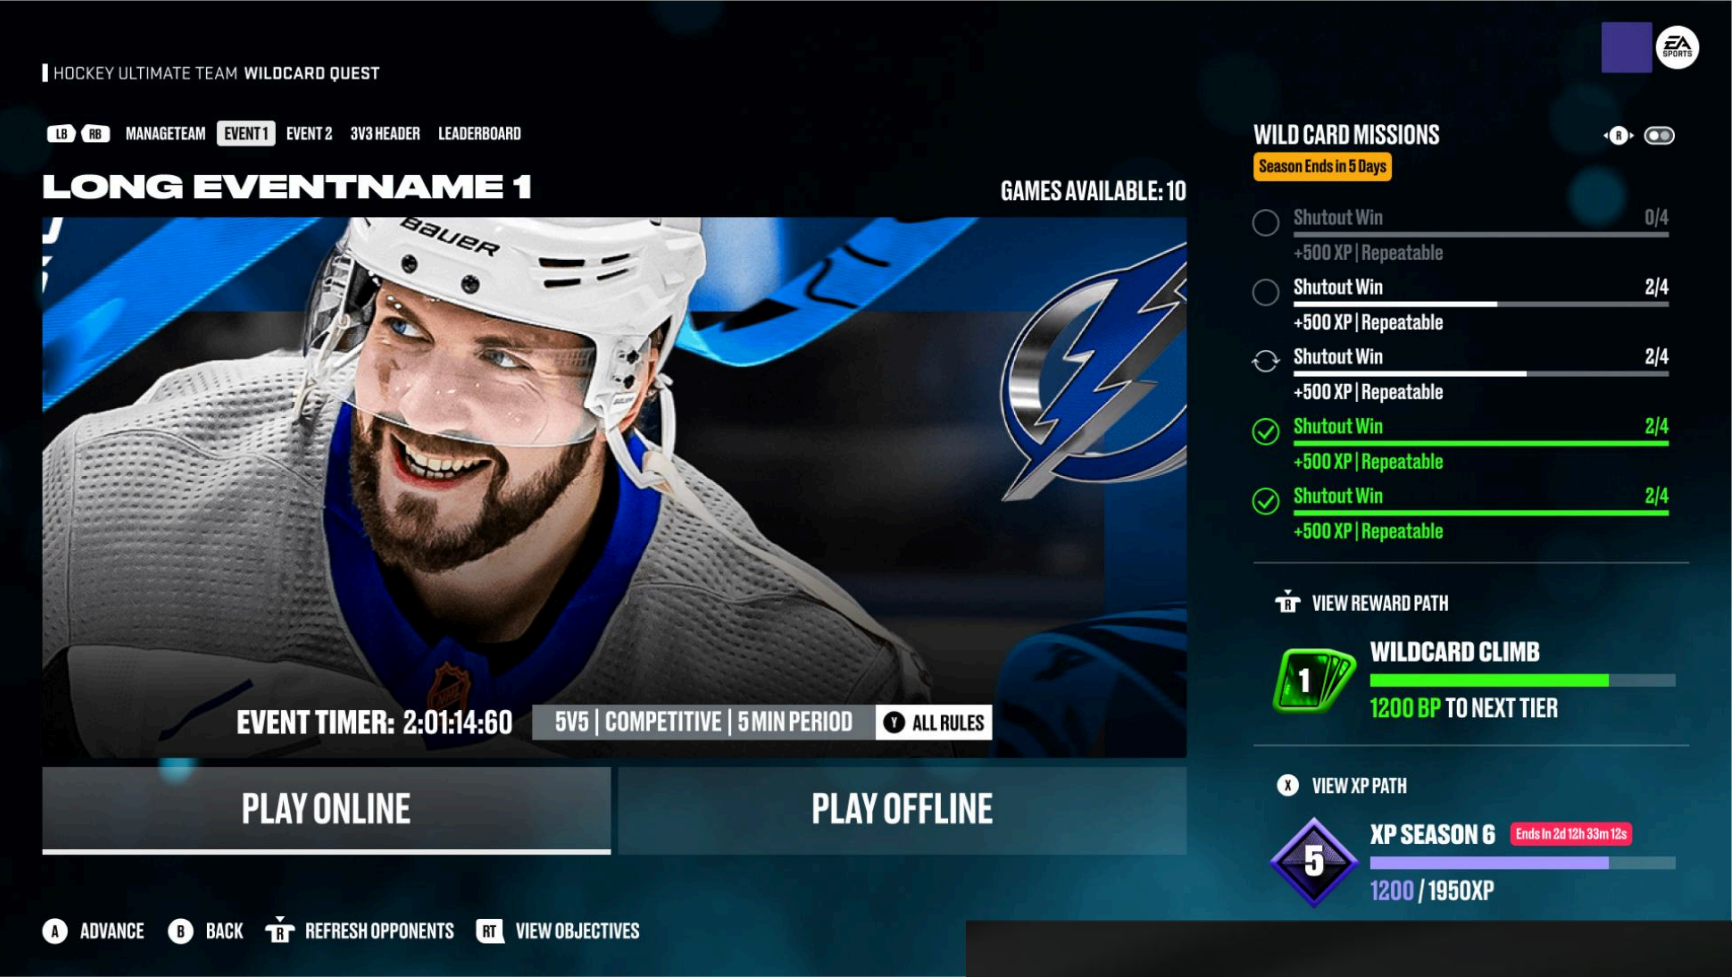 HOCKEY ULTIMATE TEAM WILDCARD QUEST
EA SPORTS
LB RB MANAGETEAM EVENT 1 EVENT 2 3V3 HEADER LEADERBOARD
LONG EVENTNAME 1
GAMES AVAILABLE: 10
BAUER
EVENT TIMER: 2:01:14:60
5V5 | COMPETITIVE | 5 MIN PERIOD
Y ALL RULES
PLAY ONLINE
PLAY OFFLINE
WILD CARD MISSIONS
R
Season Ends in 5 Days
Shutout Win 0/4
+500 XP | Repeatable
Shutout Win 2/4
+500 XP | Repeatable
Shutout Win 2/4
+500 XP | Repeatable
Shutout Win 2/4
+500 XP | Repeatable
Shutout Win 2/4
+500 XP | Repeatable
R VIEW REWARD PATH
1
WILDCARD CLIMB
1200 BP TO NEXT TIER
X VIEW XP PATH
5
XP SEASON 6 Ends In 2d 12h 33m 12s
1200 / 1950XP
A ADVANCE B BACK R REFRESH OPPONENTS RT VIEW OBJECTIVES